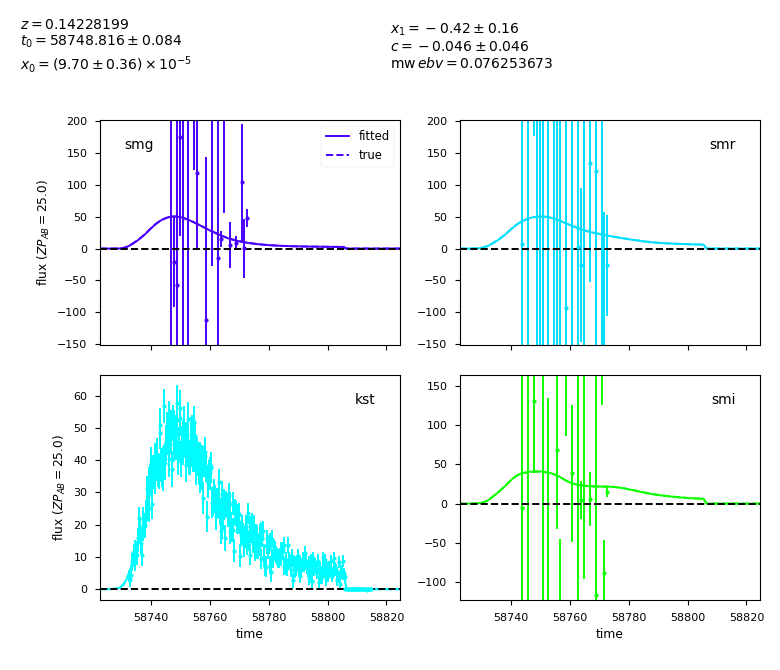 z = 0.14228199
t₀ = 58748.816 ± 0.084
x₀ = (9.70 ± 0.36) × 10⁻⁵
x₁ = −0.42 ± 0.16
c = −0.046 ± 0.046
mw ebv = 0.076253673
smg
fitted
true
200
150
100
50
0
−50
−100
−150
flux (ZP_AB = 25.0)
smr
200
150
100
50
0
−50
−100
−150
kst
60
50
40
30
20
10
0
flux (ZP_AB = 25.0)
58740 58760 58780 58800 58820
time
smi
150
100
50
0
−50
−100
58740 58760 58780 58800 58820
time